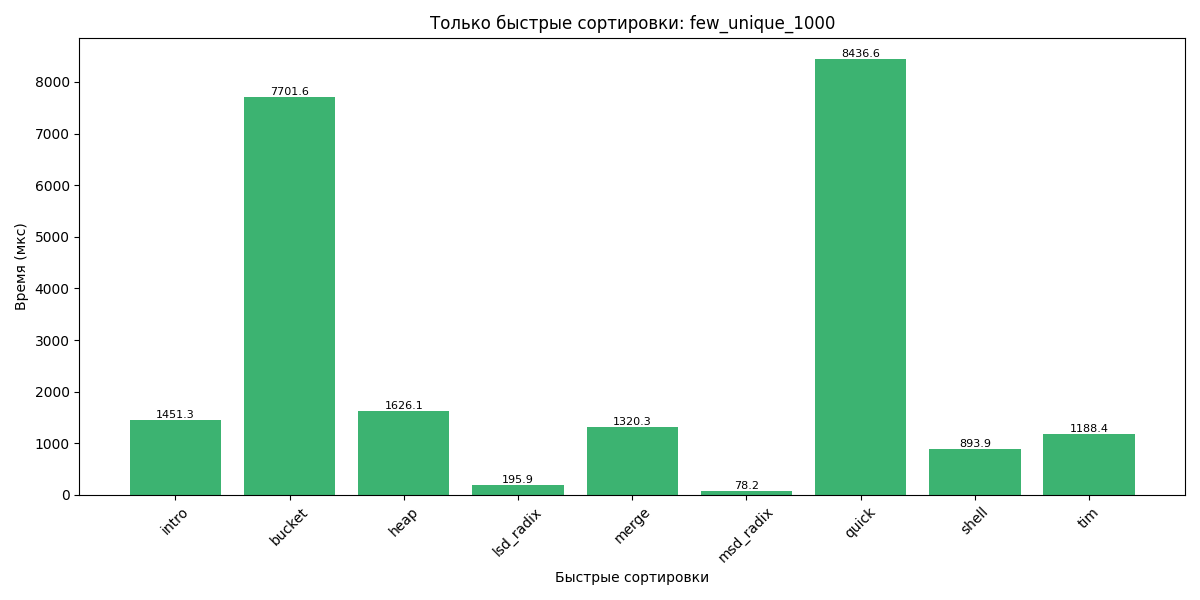 Только быстрые сортировки: few_unique_1000
Время (мкс)
8000
7000
6000
5000
4000
3000
2000
1000
0
1451.3
7701.6
1626.1
195.9
1320.3
78.2
8436.6
893.9
1188.4
intro
bucket
heap
lsd_radix
merge
msd_radix
quick
shell
tim
Быстрые сортировки